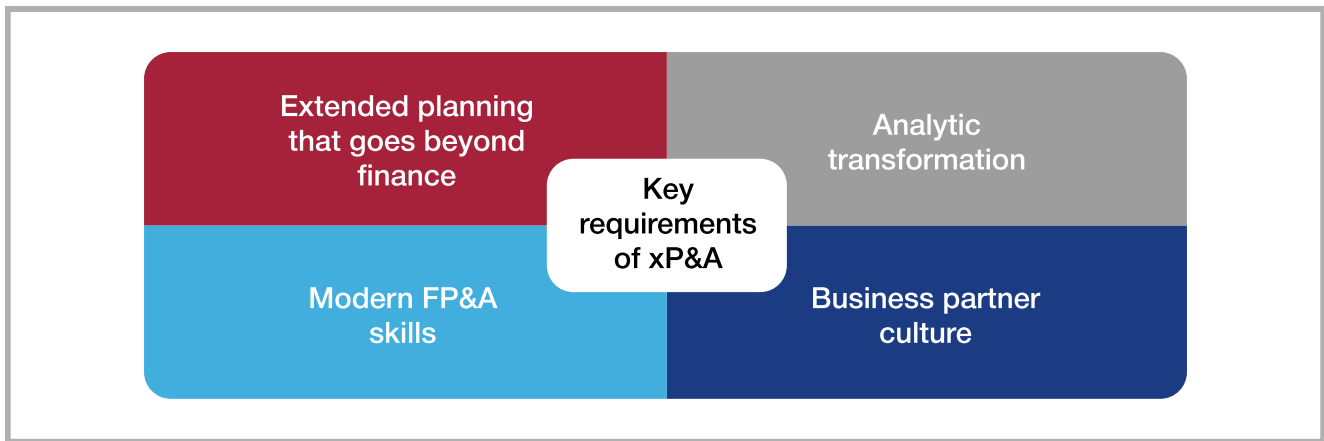 Extended planning
that goes beyond
finance
Analytic
transformation
Key
requirements
of xP&A
Modern FP&A
skills
Business partner
culture